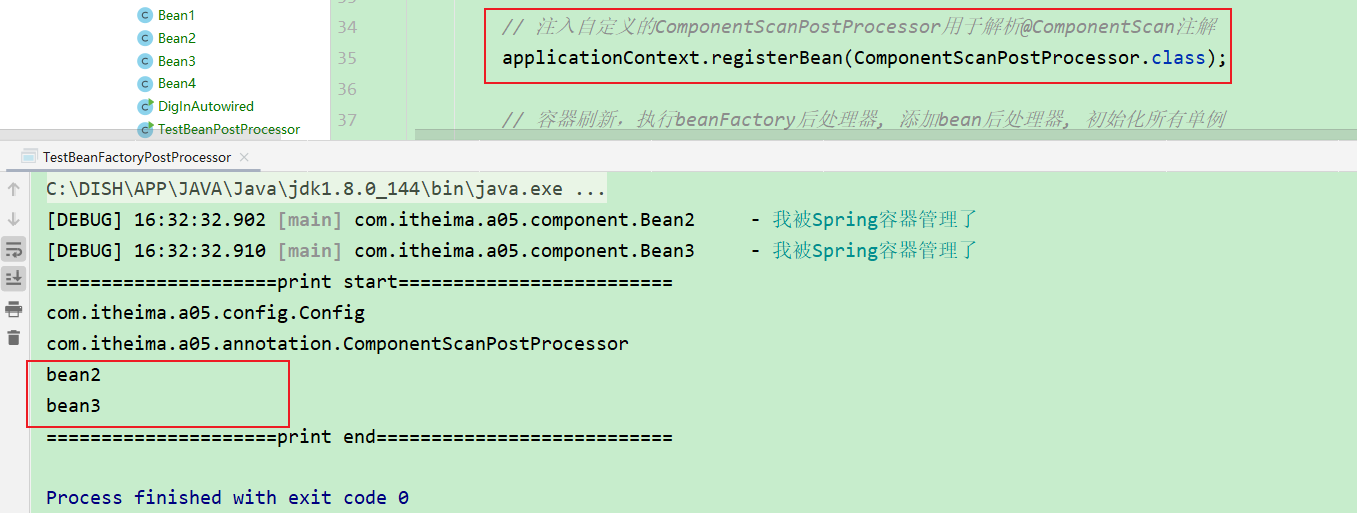 Bean1
Bean2
Bean3
Bean4
DigInAutowired
TestBeanPostProcessor
34 // 注入自定义的ComponentScanPostProcessor用于解析@ComponentScan注解
35 applicationContext.registerBean(ComponentScanPostProcessor.class);
36
37 // 容器刷新，执行beanFactory后处理器, 添加bean后处理器, 初始化所有单例
TestBeanFactoryPostProcessor
C:\DISH\APP\JAVA\Java\jdk1.8.0_144\bin\java.exe ...
[DEBUG] 16:32:32.902 [main] com.itheima.a05.component.Bean2 - 我被Spring容器管理了
[DEBUG] 16:32:32.910 [main] com.itheima.a05.component.Bean3 - 我被Spring容器管理了
=====================print start=========================
com.itheima.a05.config.Config
com.itheima.a05.annotation.ComponentScanPostProcessor
bean2
bean3
=====================print end===========================
Process finished with exit code 0